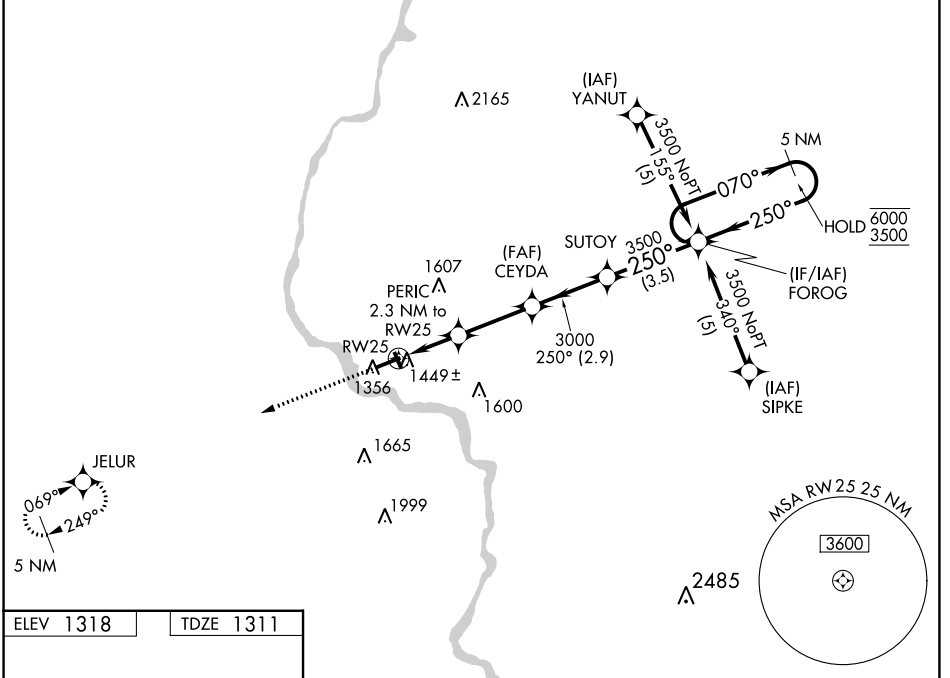 2165
(IAF)
YANUT
3500 NoPT
155°
(5)
5 NM
070°
250°
HOLD 6000
3500
(IF/IAF)
FOROG
SUTOY
3500
250°
(3.5)
(FAF)
CEYDA
3000
250° (2.9)
3500 NoPT
340°
(5)
(IAF)
SIPKE
1607
PERIC
2.3 NM to
RW25
RW25
1356
1449±
1600
1665
1999
JELUR
069°
249°
5 NM
2485
MSA RW25 25 NM
3600
ELEV 1318
TDZE 1311